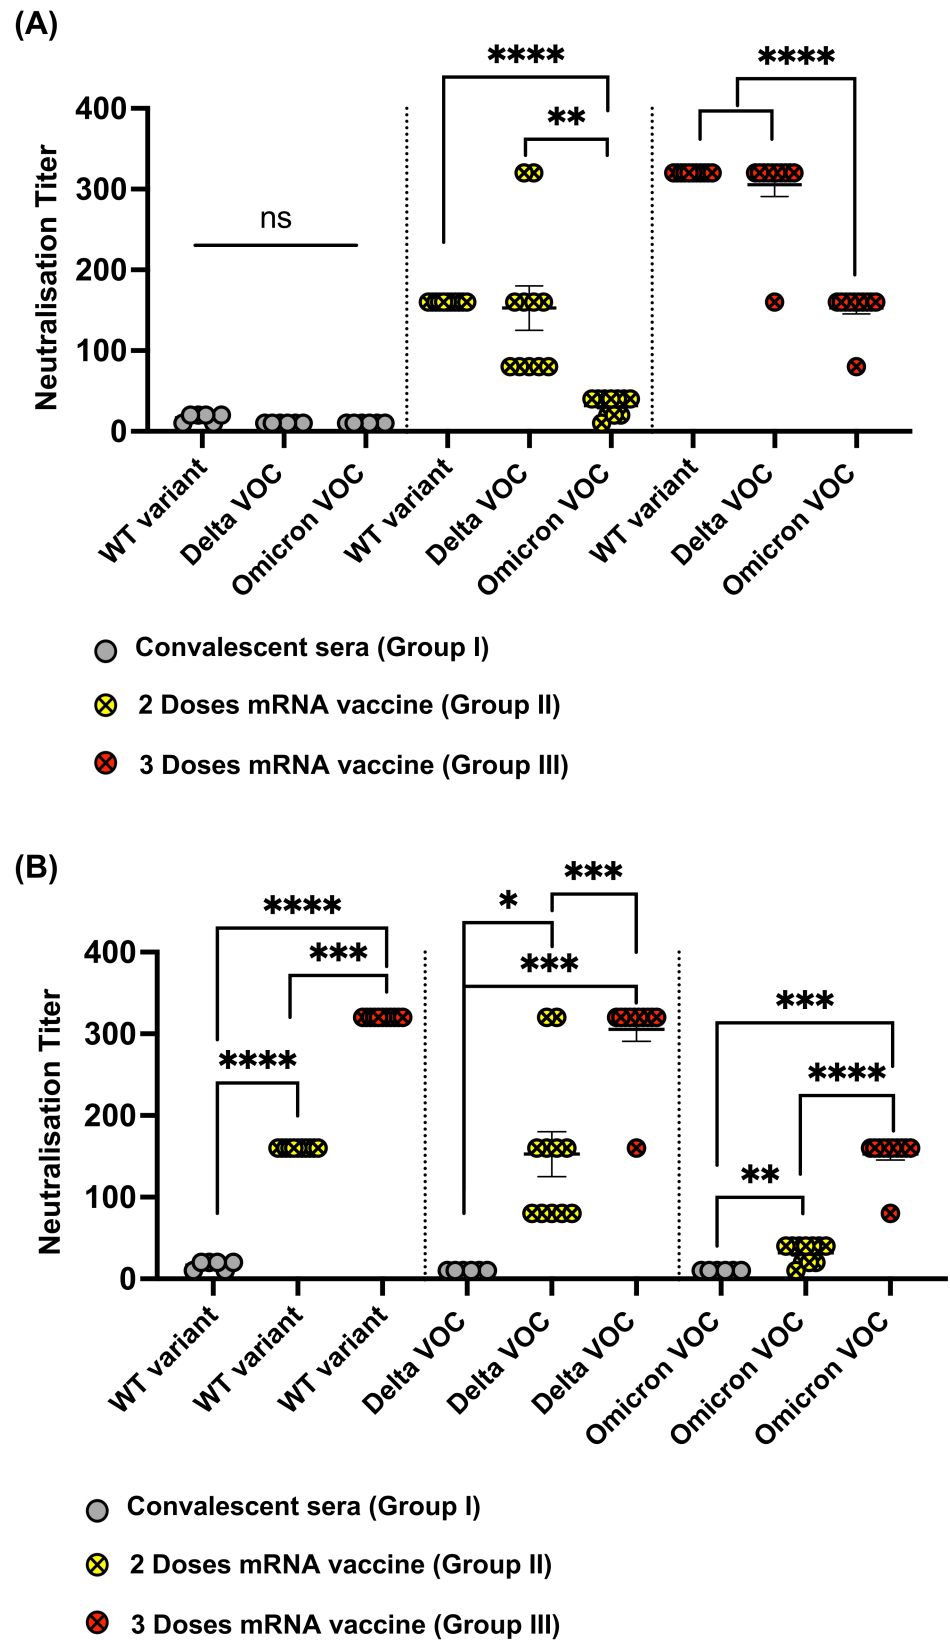 (A)
**** ****
**
400
300
200
100
0
Neutralisation Titer
ns
WT variant
Delta VOC
Omicron VOC
WT variant
Delta VOC
Omicron VOC
WT variant
Delta VOC
Omicron VOC
Convalescent sera (Group I)
2 Doses mRNA vaccine (Group II)
3 Doses mRNA vaccine (Group III)
(B)
***
**** *
*** ***
***
**** ****
**
400
300
200
100
0
Neutralisation Titer
WT variant
WT variant
WT variant
Delta VOC
Delta VOC
Delta VOC
Omicron VOC
Omicron VOC
Omicron VOC
Convalescent sera (Group I)
2 Doses mRNA vaccine (Group II)
3 Doses mRNA vaccine (Group III)